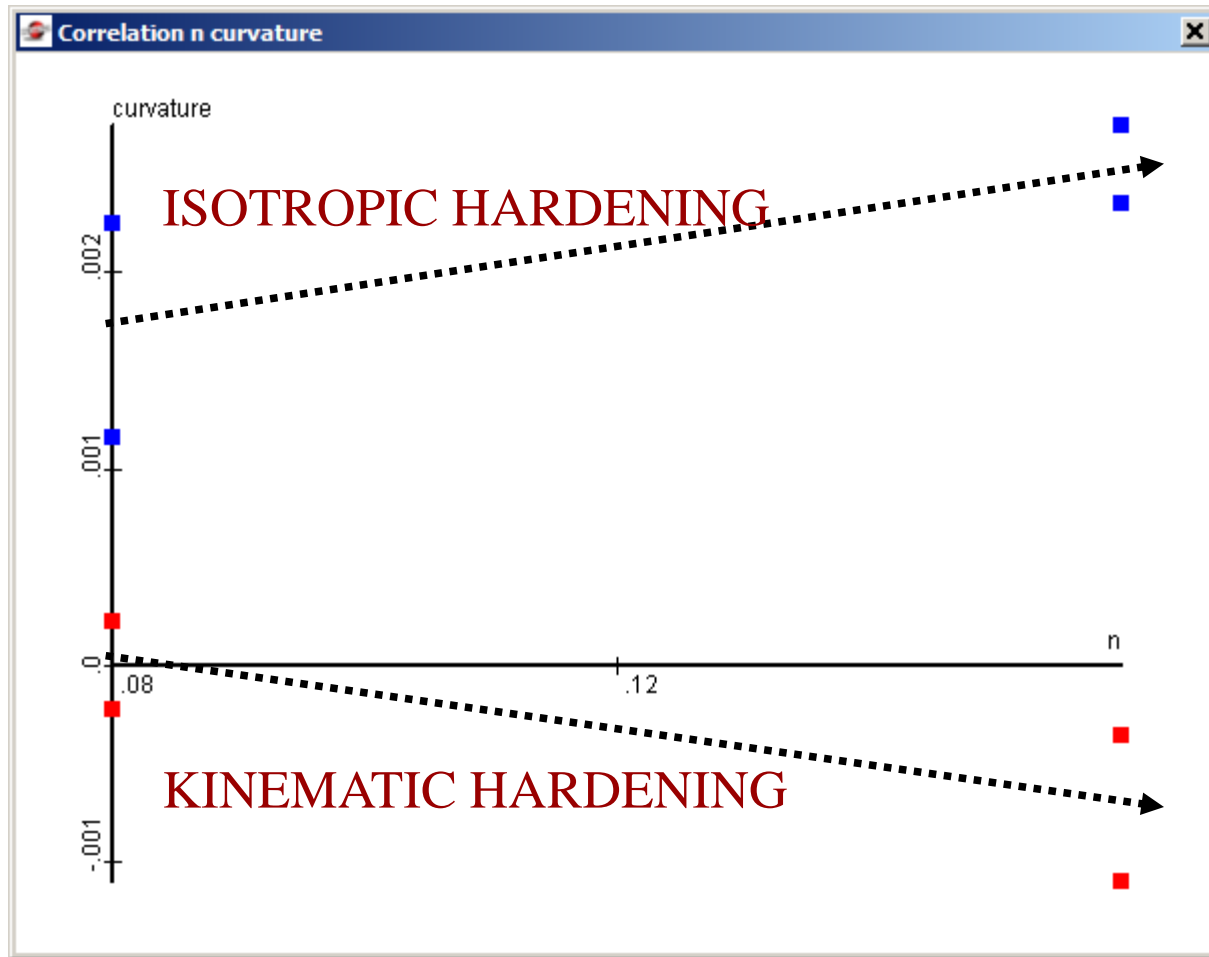 Correlation n curvature
curvature
ISOTROPIC HARDENING
.002
.001
n
.0
.08
.12
KINEMATIC HARDENING
-.001